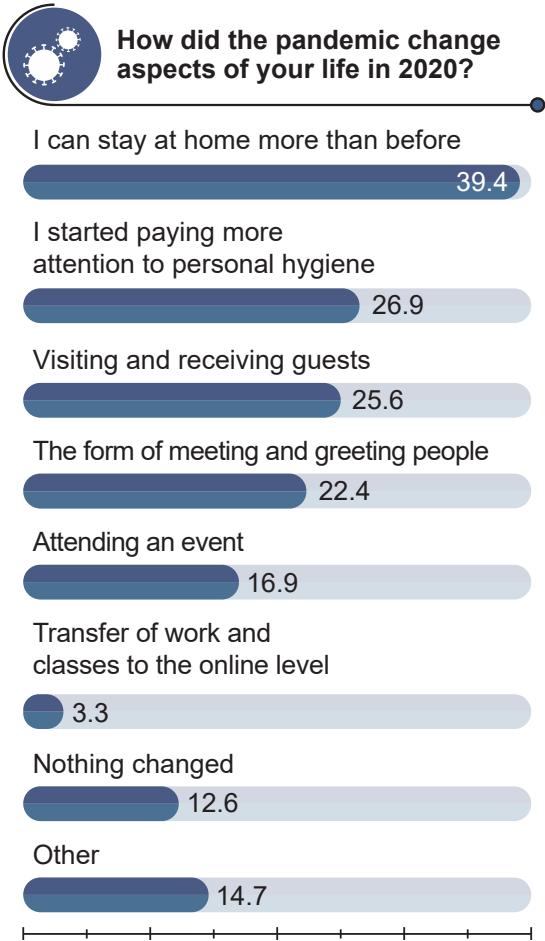 How did the pandemic change
aspects of your life in 2020?
I can stay at home more than before
39.4
I started paying more
attention to personal hygiene
26.9
Visiting and receiving guests
25.6
The form of meeting and greeting people
22.4
Attending an event
16.9
Transfer of work and
classes to the online level
3.3
Nothing changed
12.6
Other
14.7